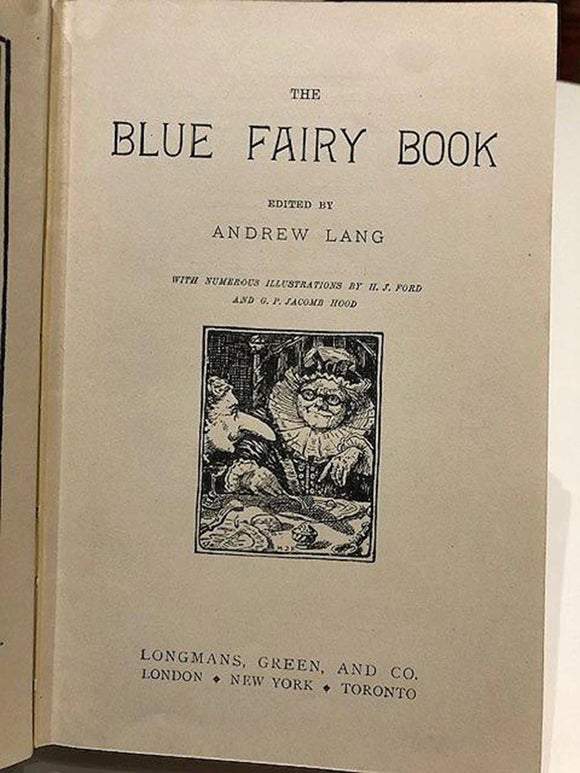 THE
BLUE FAIRY BOOK
EDITED BY
ANDREW LANG
WITH NUMEROUS ILLUSTRATIONS BY H. J. FORD
AND G. P. JACOMB HOOD
HJF
LONGMANS, GREEN, AND CO.
LONDON ♦ NEW YORK ♦ TORONTO